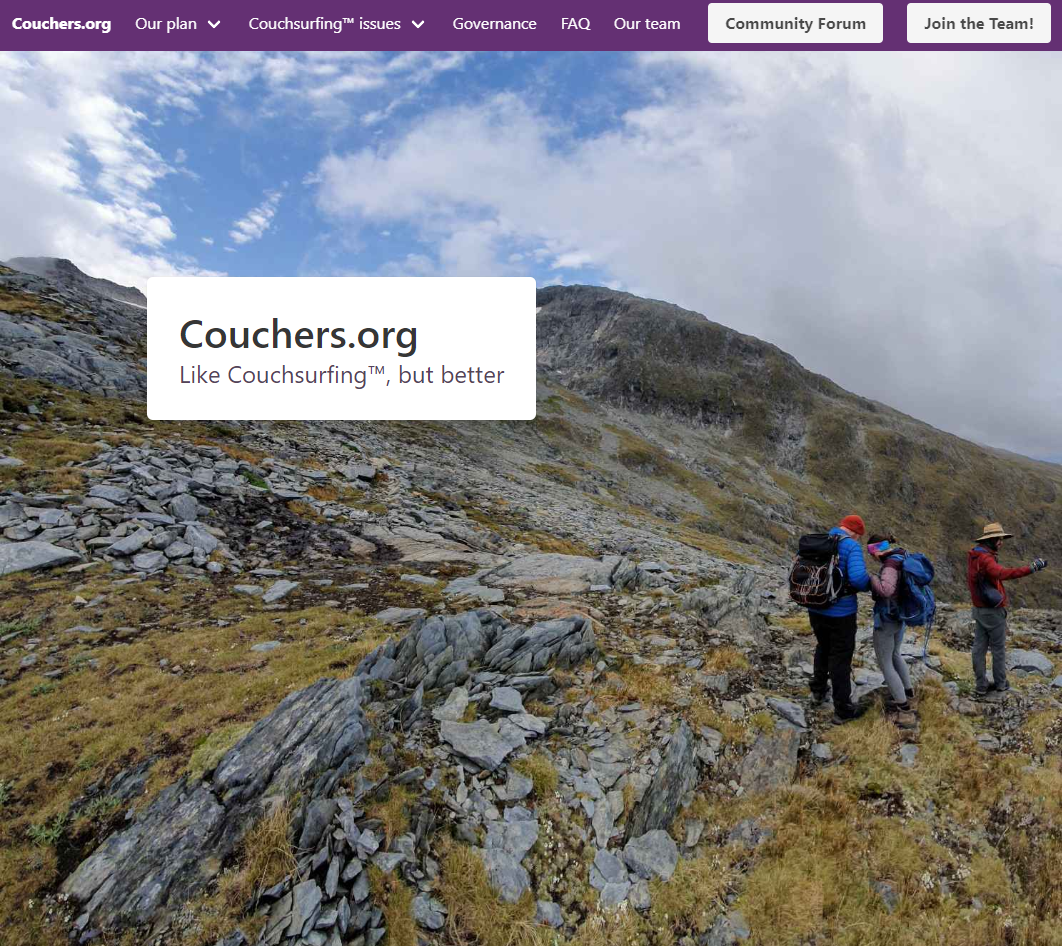 Couchers.org Our plan Couchsurfing™ issues Governance FAQ Our team Community Forum Join the Team!
Couchers.org
Like Couchsurfing™, but better